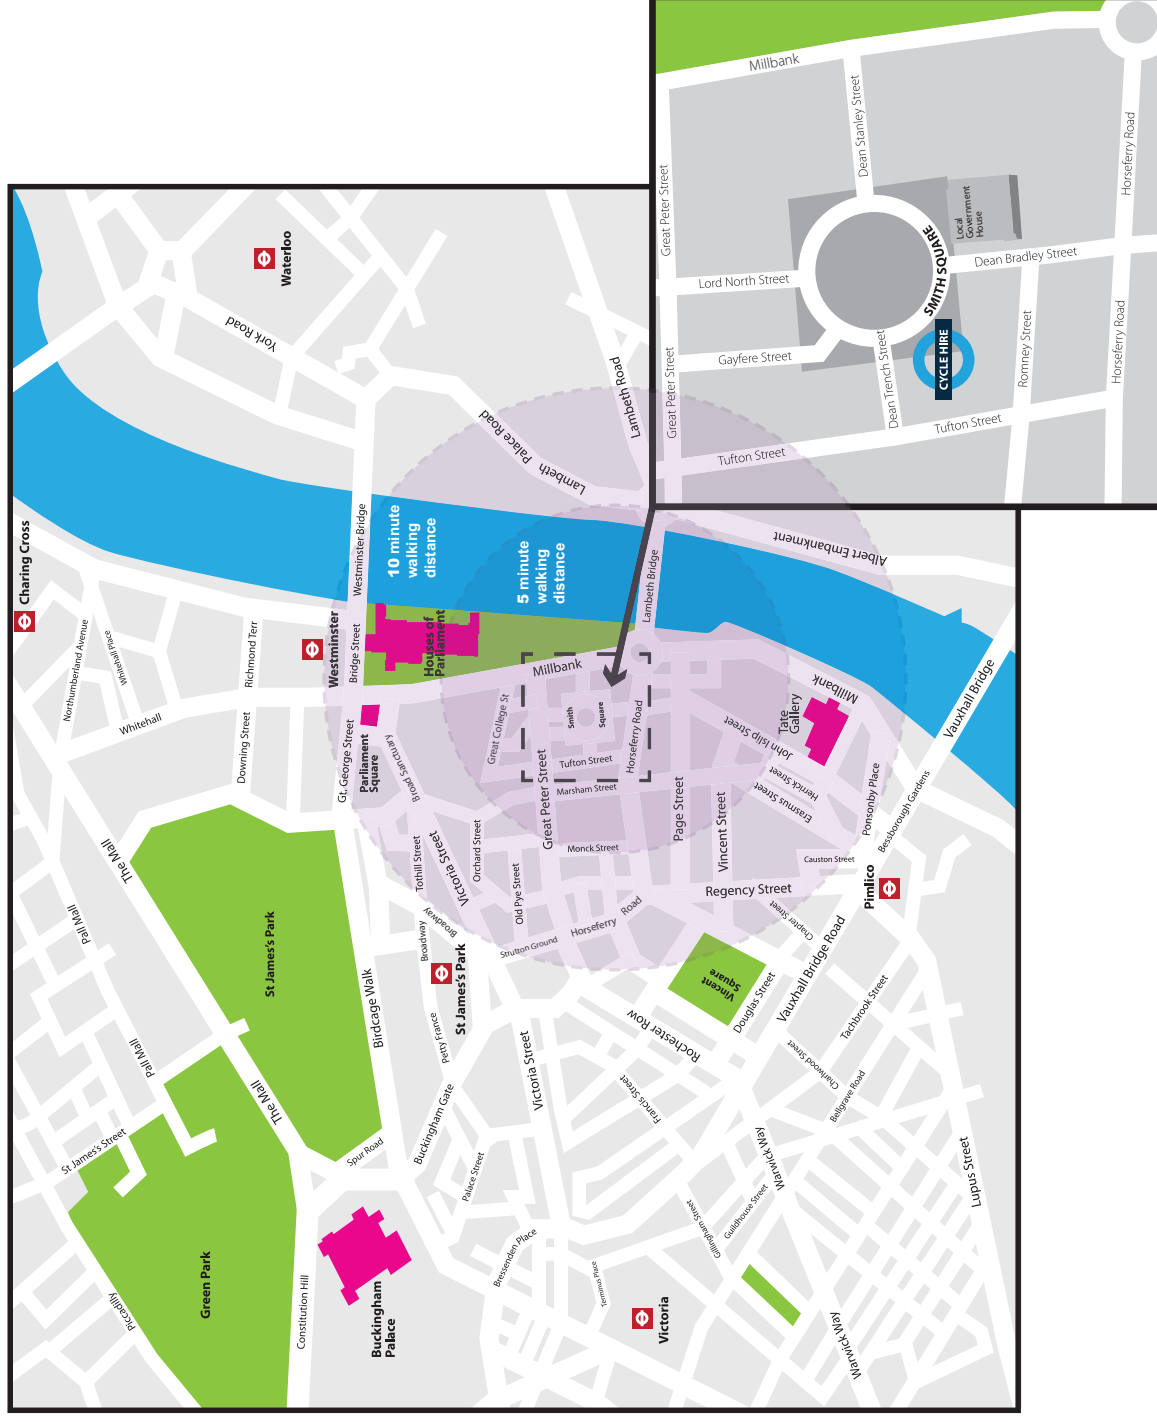 Millbank
Dean Stanley Street
Great Peter Street
Horseferry Road
Local
Government
House
SMITH SQUARE
Dean Bradley Street
Lord North Street
Gayfere Street
Great Peter Street
Dean Trench Street
CYCLE HIRE
Romney Street
Horseferry Road
Tufton Street
Tufton Street
Waterloo
York Road
Lambeth Road
Lambeth
Palace Road
Albert Embankment
Charing Cross
Westminster Bridge
10 minute
walking
distance
5 minute
walking
distance
Lambeth Bridge
Northumberland Avenue
Whitehall Place
Richmond Terr
Westminster
Bridge Street
Houses of
Parliament
Millbank
Millbank
Vauxhall Bridge
Whitehall
Downing Street
Gt. George Street
Parliament
Square
Broad Sanctuary
Great College St
Smith
Square
Tufton Street
Horseferry Road
Tate
Gallery
John Islip Street
Herrick Street
Erasmus Street
Ponsonby Place
Bessborough Gardens
Great Peter Street
Marsham Street
Page Street
Vincent Street
Monck Street
Causton Street
Pimlico
Regency Street
The Mall
Pall Mall
St James's Park
Tothill Street
Victoria Street
Orchard Street
Old Pye Street
Broadway
Broadway
Strutton Ground
Horseferry
Road
Chapter Street
Vauxhall Bridge Road
St James's Park
Birdcage Walk
Petty France
Vincent
Square
Douglas Street
Rochester Row
Tachbrook Street
Charlwood Street
Bellgrave Road
Pall Mall
The Mall
St James's Street
Spur Road
Buckingham Gate
Victoria Street
Francis Street
Palace Street
Warwick Way
Guildhouse Street
Gillingham Street
Lupus Street
Green Park
Piccadilly
Constitution Hill
Buckingham
Palace
Bressenden Place
Terminus Place
Victoria
Warwick Way